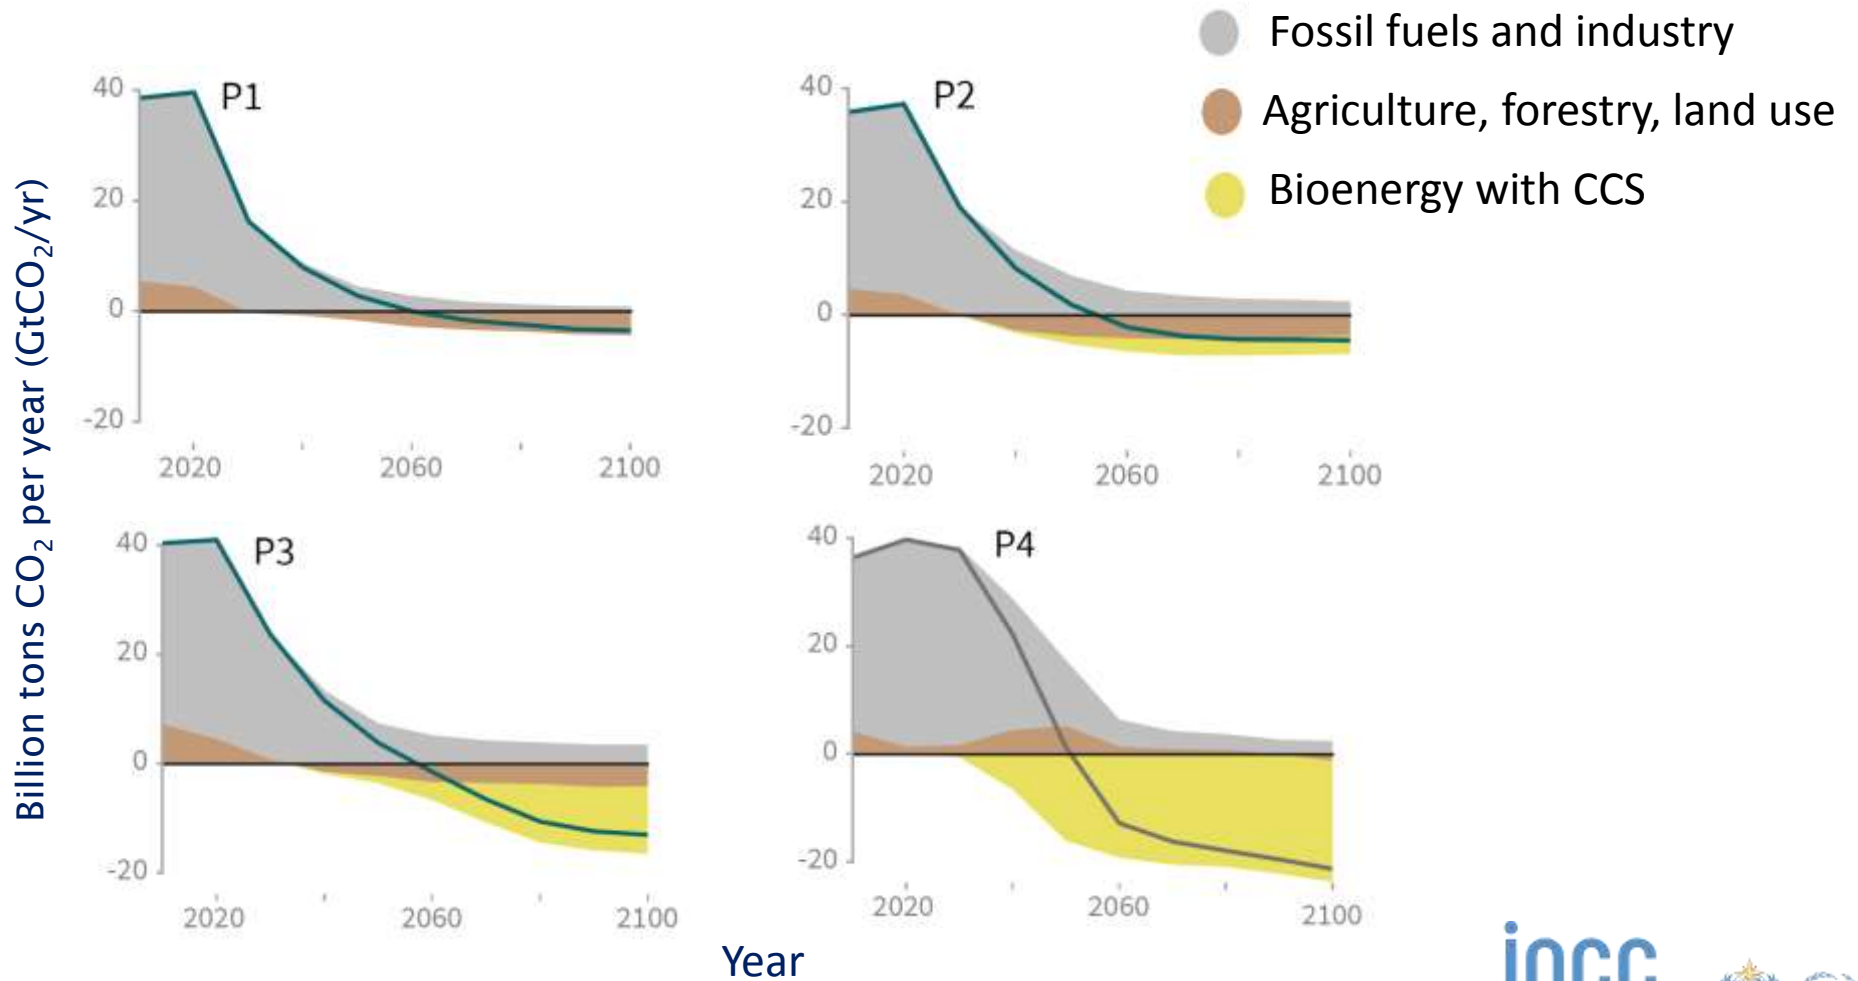 Fossil fuels and industry
Agriculture, forestry, land use
Bioenergy with CCS
Billion tons CO₂ per year (GtCO₂/yr)
P1
40
20
0
-20
2020 2060 2100
P2
40
20
0
-20
2020 2060 2100
P3
40
20
0
-20
2020 2060 2100
P4
40
20
0
-20
2020 2060 2100
Year
ipcc